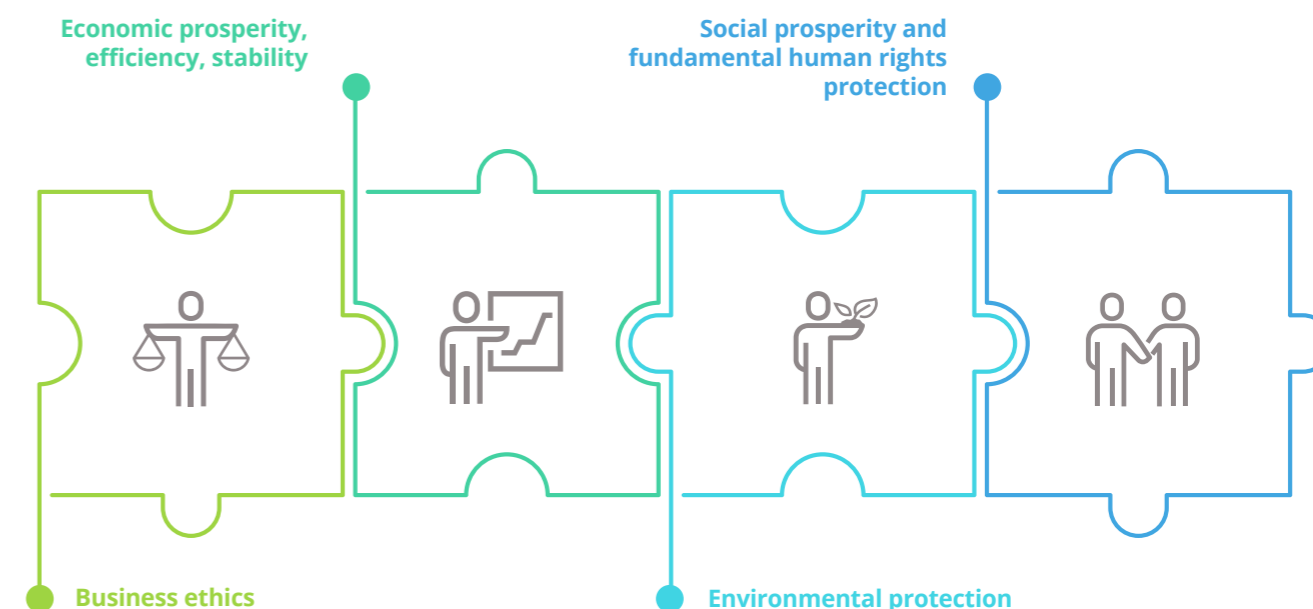 Economic prosperity,
efficiency, stability
Social prosperity and
fundamental human rights
protection
Business ethics
Environmental protection